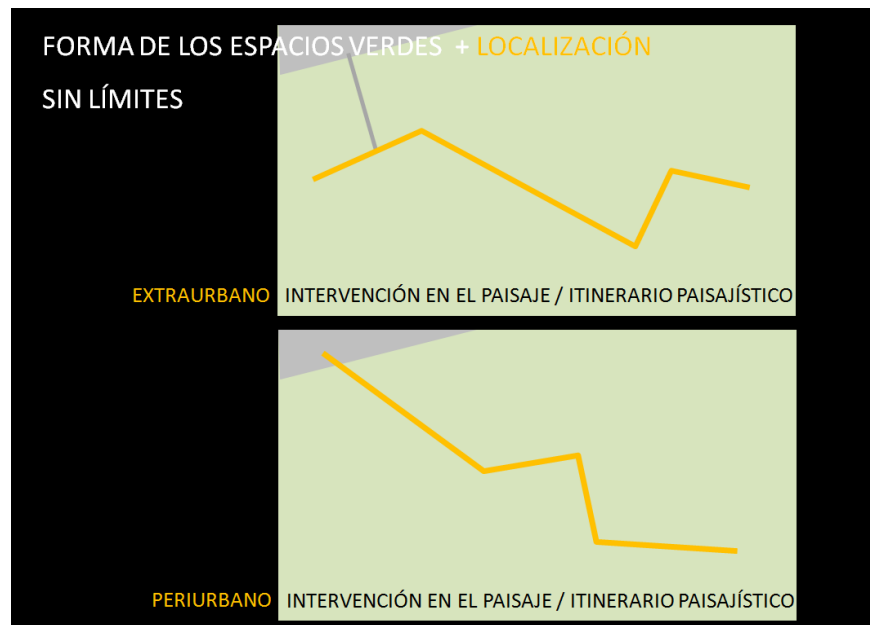 FORMA DE LOS ESPACIOS VERDES + LOCALIZACIÓN
SIN LÍMITES
EXTRAURBANO INTERVENCIÓN EN EL PAISAJE / ITINERARIO PAISAJÍSTICO
PERIURBANO INTERVENCIÓN EN EL PAISAJE / ITINERARIO PAISAJÍSTICO